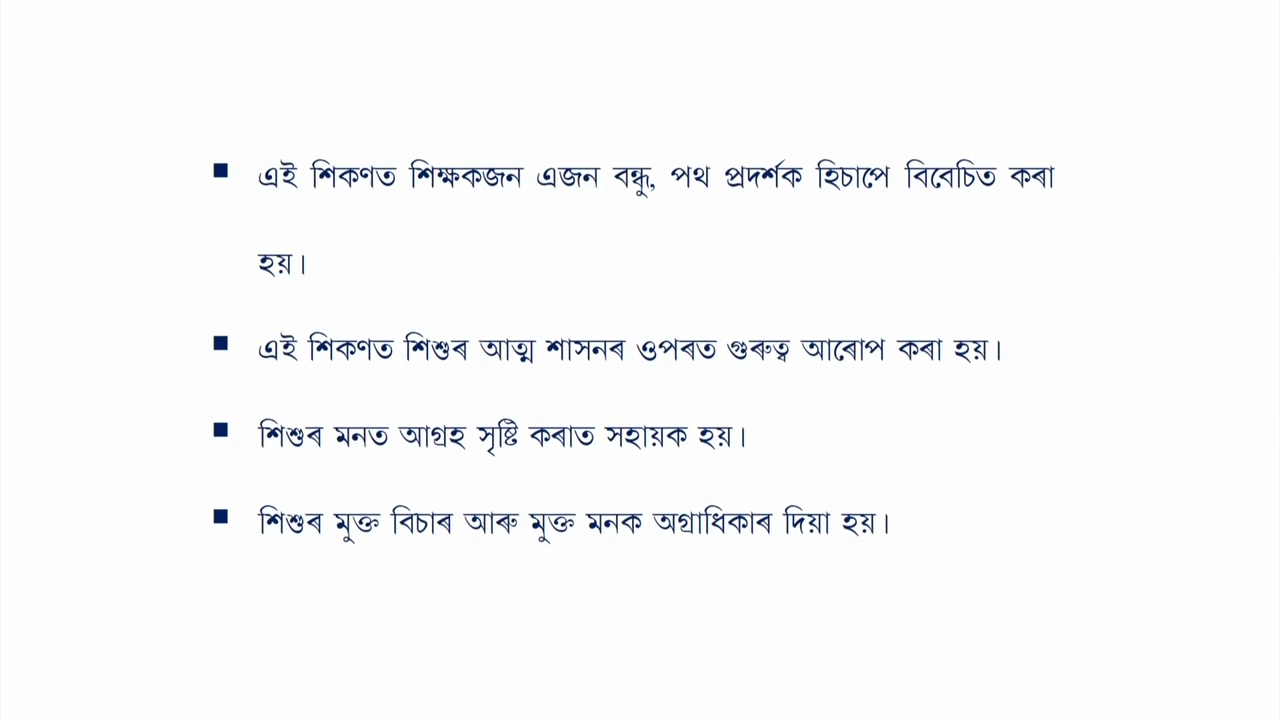 ▪ এই শিকণত শিক্ষকজন এজন বন্ধু, পথ প্ৰদৰ্শক হিচাপে বিবেচিত কৰা
হয়।
▪ এই শিকণত শিশুৰ আত্ম শাসনৰ ওপৰত গুৰুত্ব আৰোপ কৰা হয়।
▪ শিশুৰ মনত আগ্ৰহ সৃষ্টি কৰাত সহায়ক হয়।
▪ শিশুৰ মুক্ত বিচাৰ আৰু মুক্ত মনক অগ্ৰাধিকাৰ দিয়া হয়।